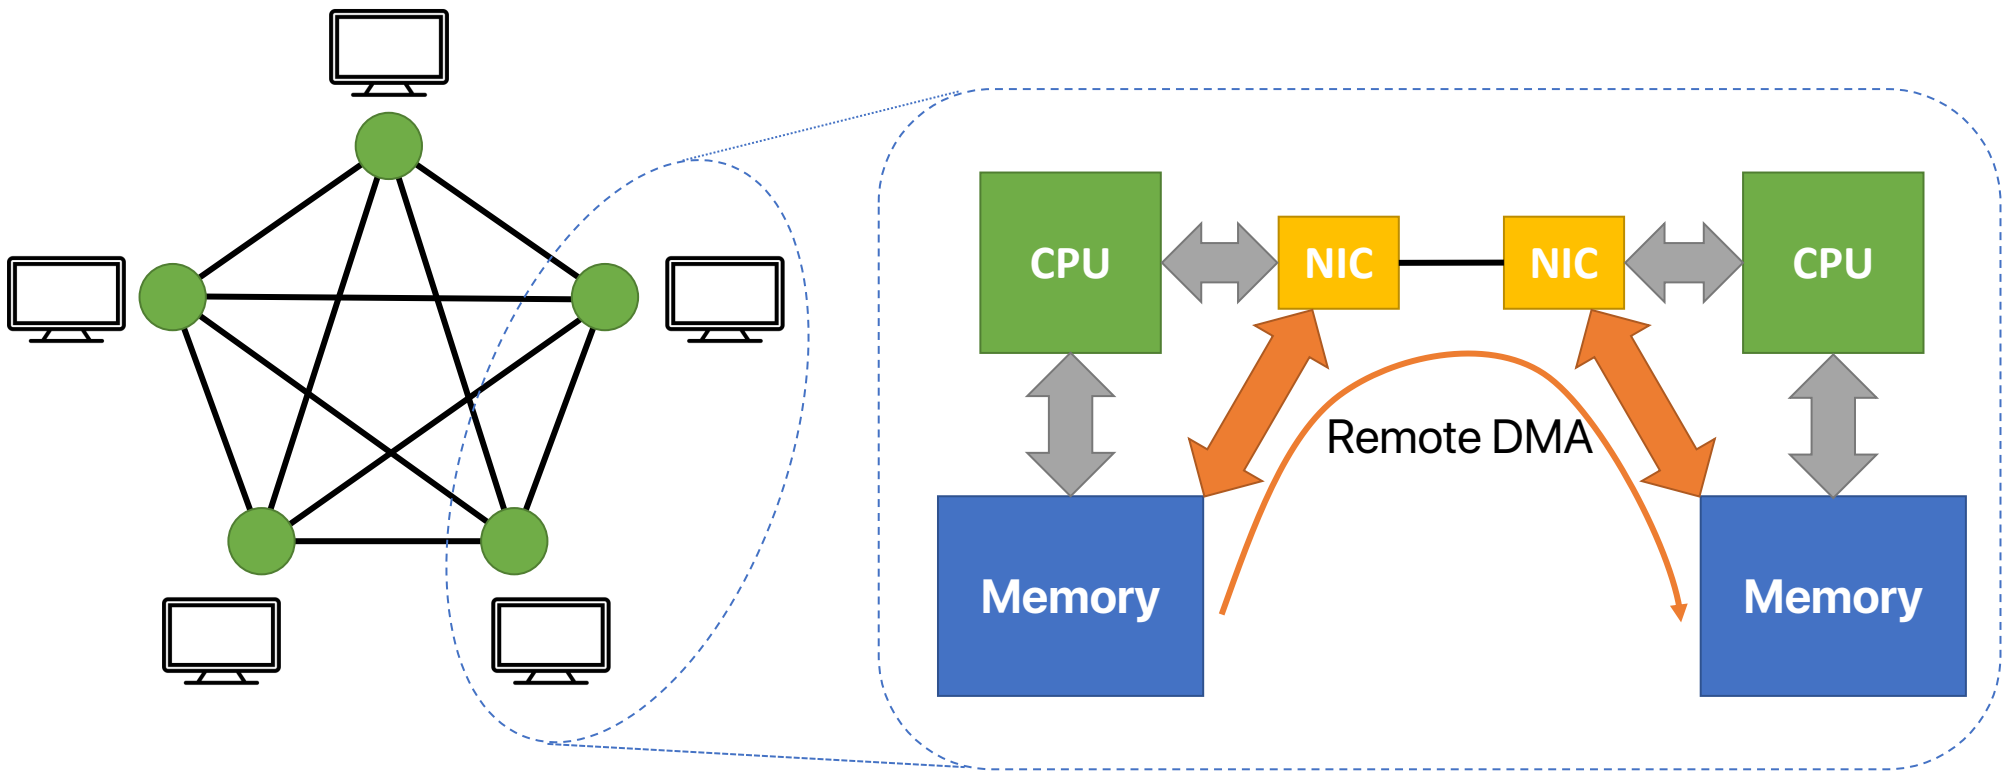 CPU
NIC
NIC
CPU
Remote DMA
Memory
Memory